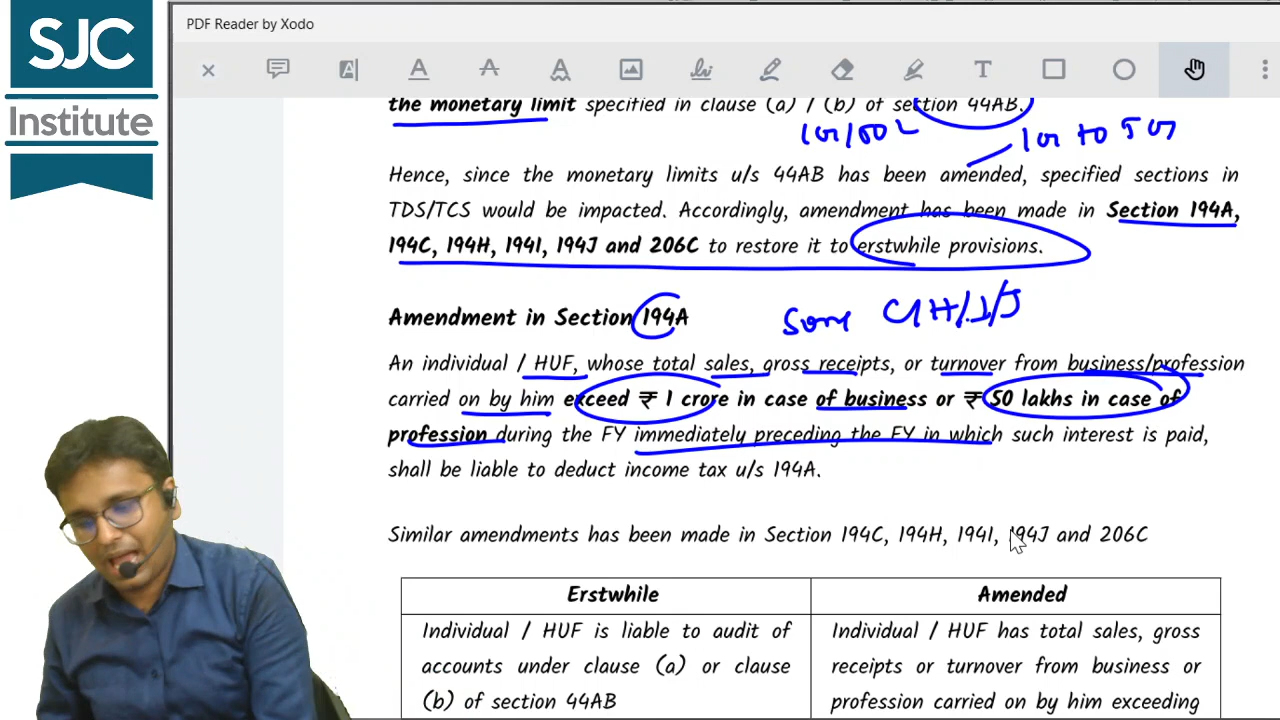 SJC
Institute
PDF Reader by Xodo
the monetary limit specified in clause (a) / (b) of section 44AB.
1cr/50L
1cr to 5cr
Hence, since the monetary limits u/s 44AB has been amended, specified sections in
TDS/TCS would be impacted. Accordingly, amendment has been made in Section 194A,
194C, 194H, 194I, 194J and 206C to restore it to erstwhile provisions.
Amendment in Section 194A
Same C/H/I/J
An individual / HUF, whose total sales, gross receipts, or turnover from business/profession
carried on by him exceed ₹ 1 crore in case of business or ₹ 50 lakhs in case of
profession during the FY immediately preceding the FY in which such interest is paid,
shall be liable to deduct income tax u/s 194A.
Similar amendments has been made in Section 194C, 194H, 194I, 194J and 206C
Erstwhile
Amended
Individual / HUF is liable to audit of
accounts under clause (a) or clause
(b) of section 44AB
Individual / HUF has total sales, gross
receipts or turnover from business or
profession carried on by him exceeding